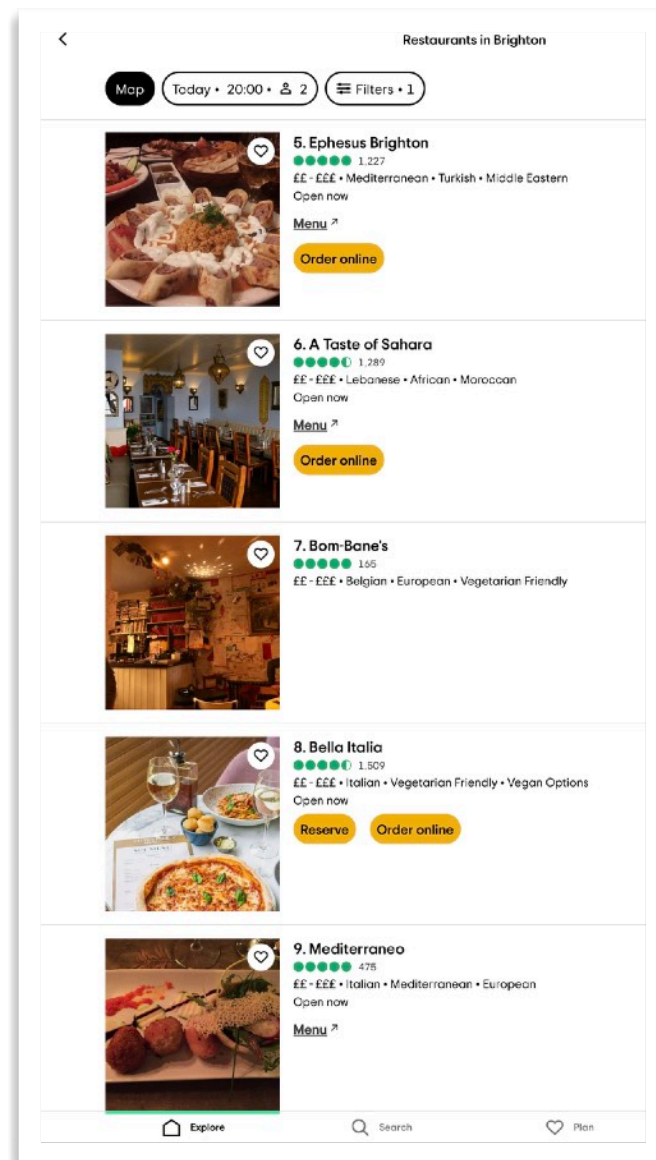 Restaurants in Brighton
Map Today • 20:00 • 2 Filters • 1
5. Ephesus Brighton
1,227
££ - £££ • Mediterranean • Turkish • Middle Eastern
Open now
Menu ↗
Order online
6. A Taste of Sahara
1,289
££ - £££ • Lebanese • African • Moroccan
Open now
Menu ↗
Order online
7. Bom-Bane's
165
££ - £££ • Belgian • European • Vegetarian Friendly
8. Bella Italia
1,509
££ - £££ • Italian • Vegetarian Friendly • Vegan Options
Open now
Reserve Order online
9. Mediterraneo
475
££ - £££ • Italian • Mediterranean • European
Open now
Menu ↗
Explore Search Plan